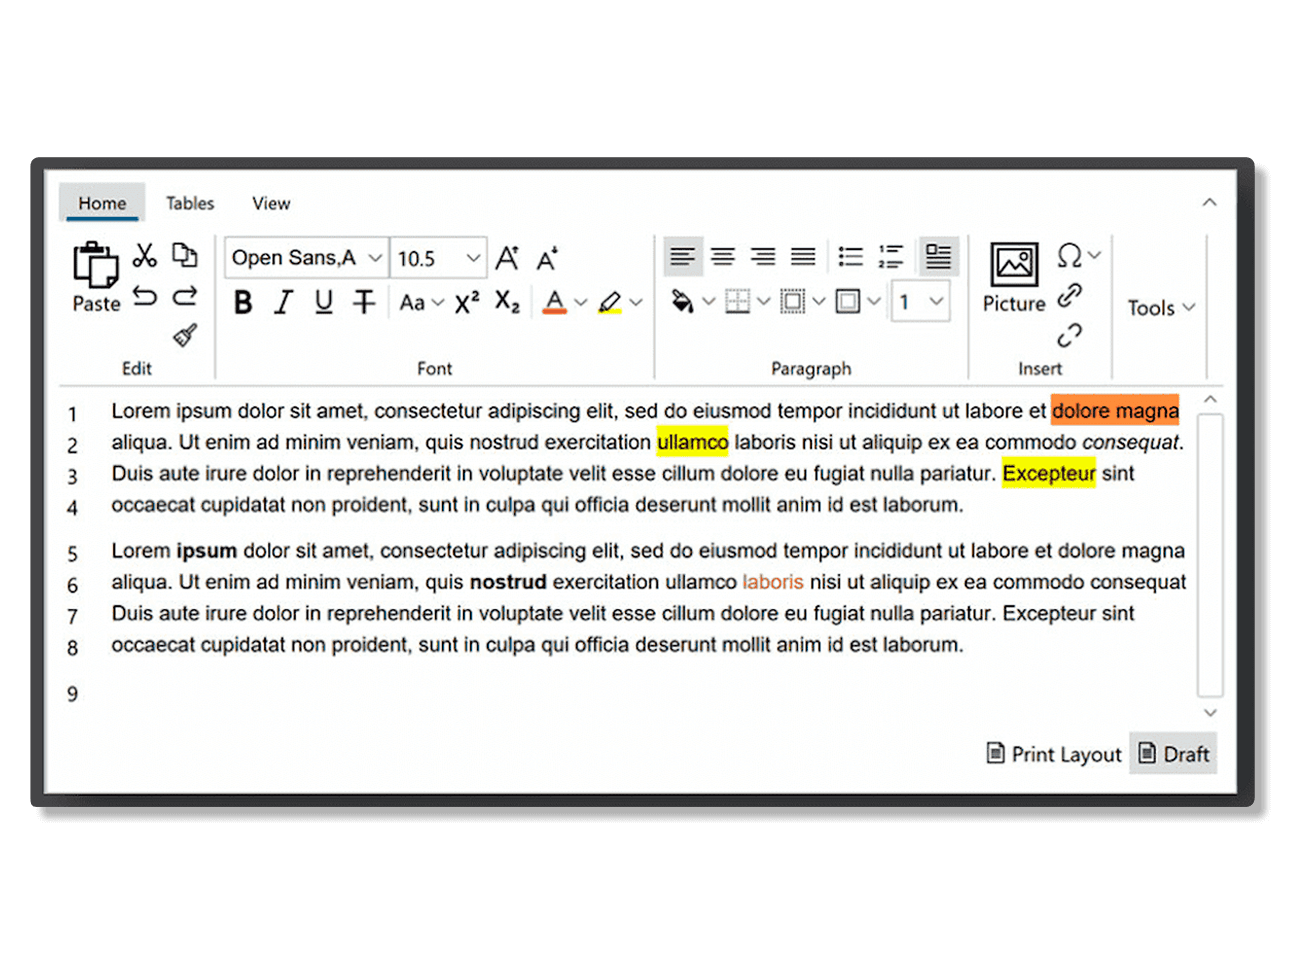 Home Tables View
Open Sans,A 10.5
Paste Aa X² X₂ A 1 Picture Ω Tools
Edit Font Paragraph Insert
1 Lorem ipsum dolor sit amet, consectetur adipiscing elit, sed do eiusmod tempor incididunt ut labore et dolore magna
2 aliqua. Ut enim ad minim veniam, quis nostrud exercitation ullamco laboris nisi ut aliquip ex ea commodo consequat.
3 Duis aute irure dolor in reprehenderit in voluptate velit esse cillum dolore eu fugiat nulla pariatur. Excepteur sint
4 occaecat cupidatat non proident, sunt in culpa qui officia deserunt mollit anim id est laborum.
5 Lorem ipsum dolor sit amet, consectetur adipiscing elit, sed do eiusmod tempor incididunt ut labore et dolore magna
6 aliqua. Ut enim ad minim veniam, quis nostrud exercitation ullamco laboris nisi ut aliquip ex ea commodo consequat
7 Duis aute irure dolor in reprehenderit in voluptate velit esse cillum dolore eu fugiat nulla pariatur. Excepteur sint
8 occaecat cupidatat non proident, sunt in culpa qui officia deserunt mollit anim id est laborum.
9
Print Layout Draft